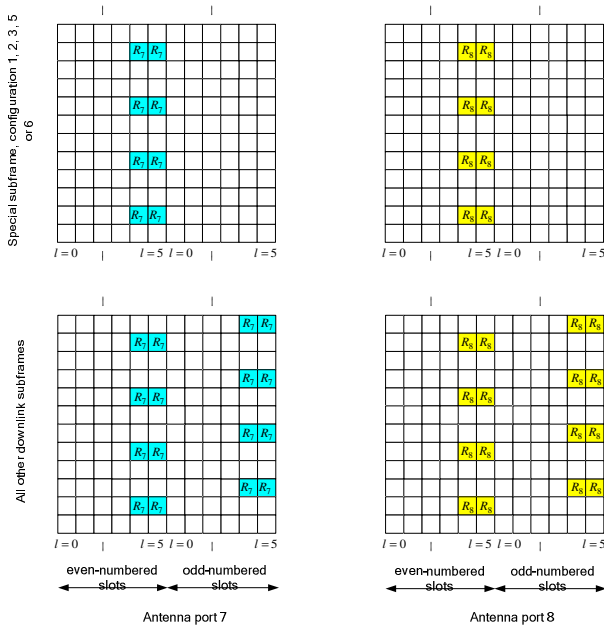 Special subframe, configuration 1, 2, 3, 5
or 6
R7 R7 R8 R8
R7 R7 R8 R8
R7 R7 R8 R8
R7 R7 R8 R8
l = 0 l = 5 l = 0 l = 5 l = 0 l = 5 l = 0 l = 5
All other downlink subframes
R7 R7 R8 R8
R7 R7 R8 R8
R7 R7 R8 R8
R7 R7 R8 R8
R7 R7 R8 R8
R7 R7 R8 R8
R7 R7 R8 R8
R7 R7 R8 R8
l = 0 l = 5 l = 0 l = 5 l = 0 l = 5 l = 0 l = 5
even-numbered odd-numbered even-numbered odd-numbered
slots slots slots slots
Antenna port 7 Antenna port 8